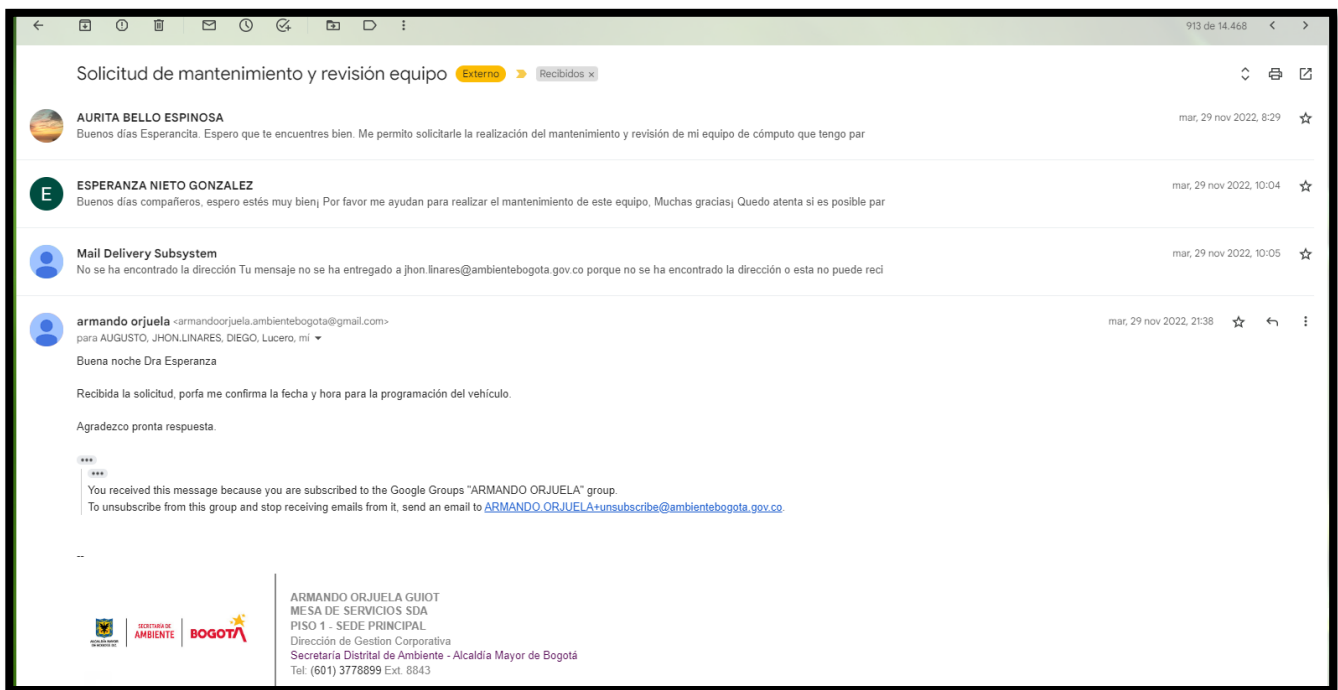 913 de 14.468
Solicitud de mantenimiento y revisión equipo Externo Recibidos x
AURITA BELLO ESPINOSA mar, 29 nov 2022, 8:29
Buenos días Esperancita. Espero que te encuentres bien. Me permito solicitarle la realización del mantenimiento y revisión de mi equipo de cómputo que tengo par
E
ESPERANZA NIETO GONZALEZ mar, 29 nov 2022, 10:04
Buenos días compañeros, espero estés muy bien¡ Por favor me ayudan para realizar el mantenimiento de este equipo, Muchas gracias¡ Quedo atenta si es posible par
Mail Delivery Subsystem mar, 29 nov 2022, 10:05
No se ha encontrado la dirección Tu mensaje no se ha entregado a jhon.linares@ambientebogota.gov.co porque no se ha encontrado la dirección o esta no puede reci
armando orjuela <armandoorjuela.ambientebogota@gmail.com> mar, 29 nov 2022, 21:38
para AUGUSTO, JHON.LINARES, DIEGO, Lucero, mí
Buena noche Dra Esperanza
Recibida la solicitud, porfa me confirma la fecha y hora para la programación del vehículo.
Agradezco pronta respuesta.
You received this message because you are subscribed to the Google Groups "ARMANDO ORJUELA" group.
To unsubscribe from this group and stop receiving emails from it, send an email to ARMANDO.ORJUELA+unsubscribe@ambientebogota.gov.co.
--
ARMANDO ORJUELA GUIOT
MESA DE SERVICIOS SDA
PISO 1 - SEDE PRINCIPAL
Dirección de Gestion Corporativa
Secretaría Distrital de Ambiente - Alcaldía Mayor de Bogotá
Tel: (601) 3778899 Ext. 8843
SECRETARÍA DE
AMBIENTE
BOGOTÁ